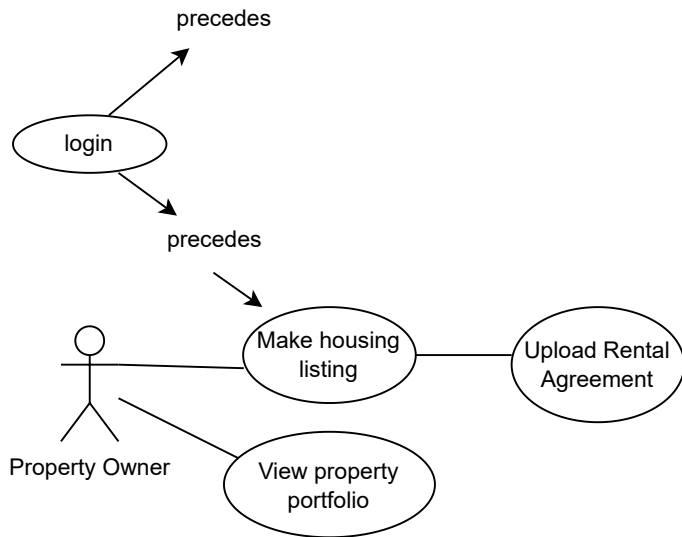 precedes
login
precedes
Make housing
listing
Upload Rental
Agreement
Property Owner
View property
portfolio